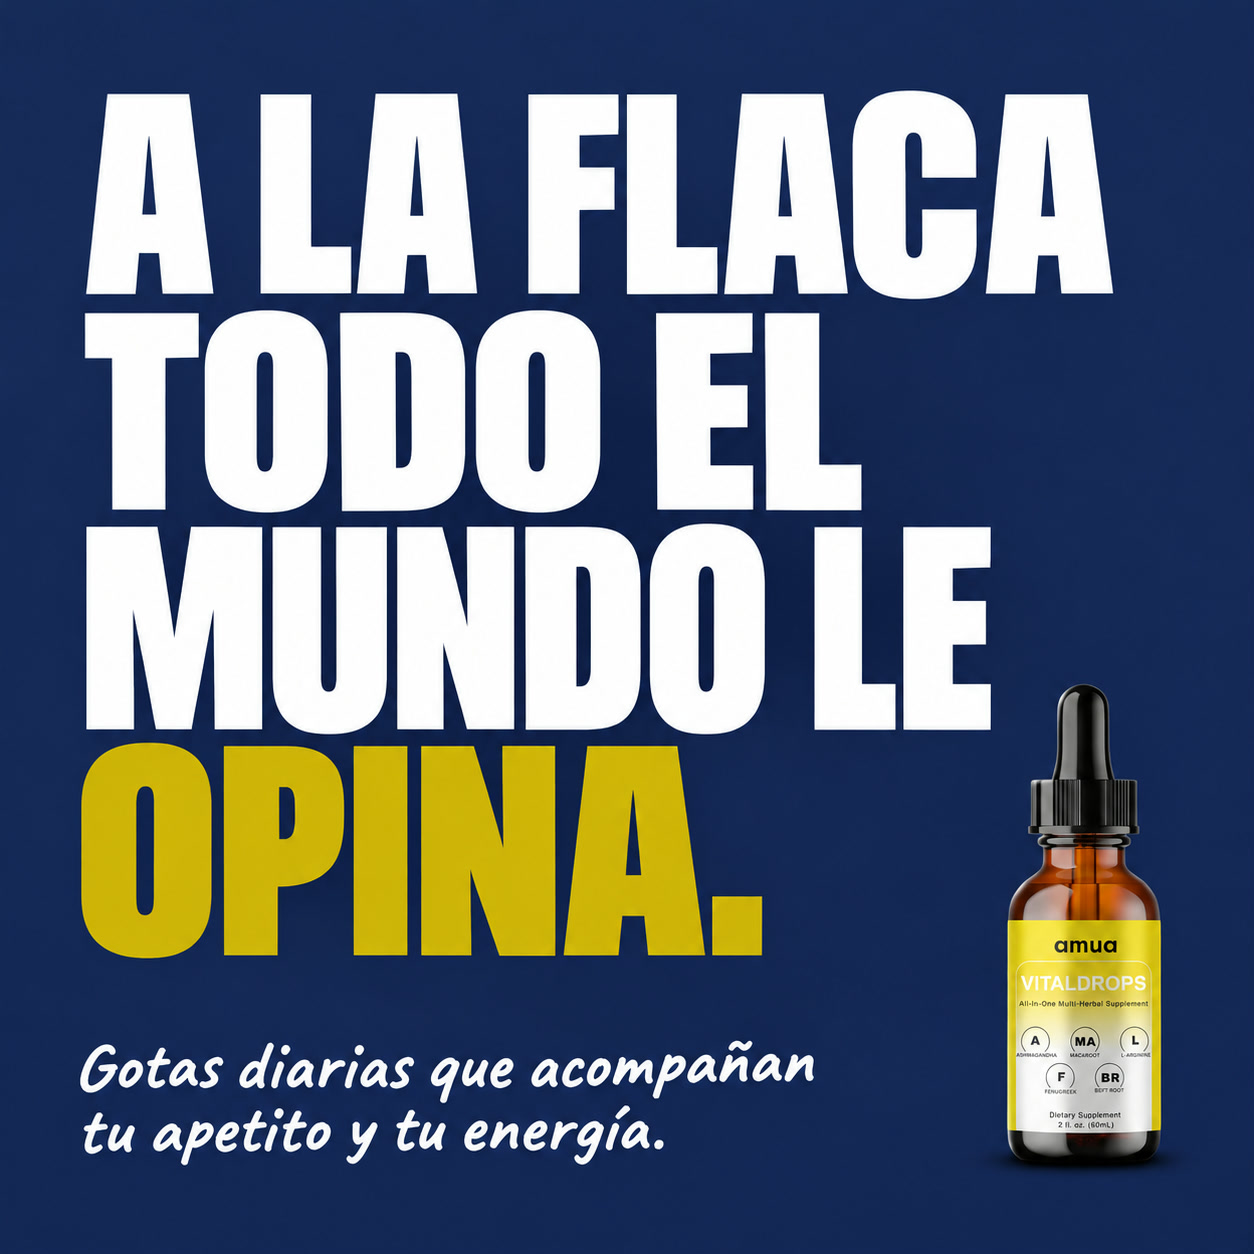 A LA FLACA
TODO EL
MUNDO LE
OPINA.
Gotas diarias que acompañan
tu apetito y tu energía.
amua
VITALDROPS
All-In-One Multi-Herbal Supplement
A MA L
ASHWAGANDHA MACAROOT L-ARGININE
F BR
FENUGREEK BEET ROOT
Dietary Supplement
2 fl. oz. (60mL)